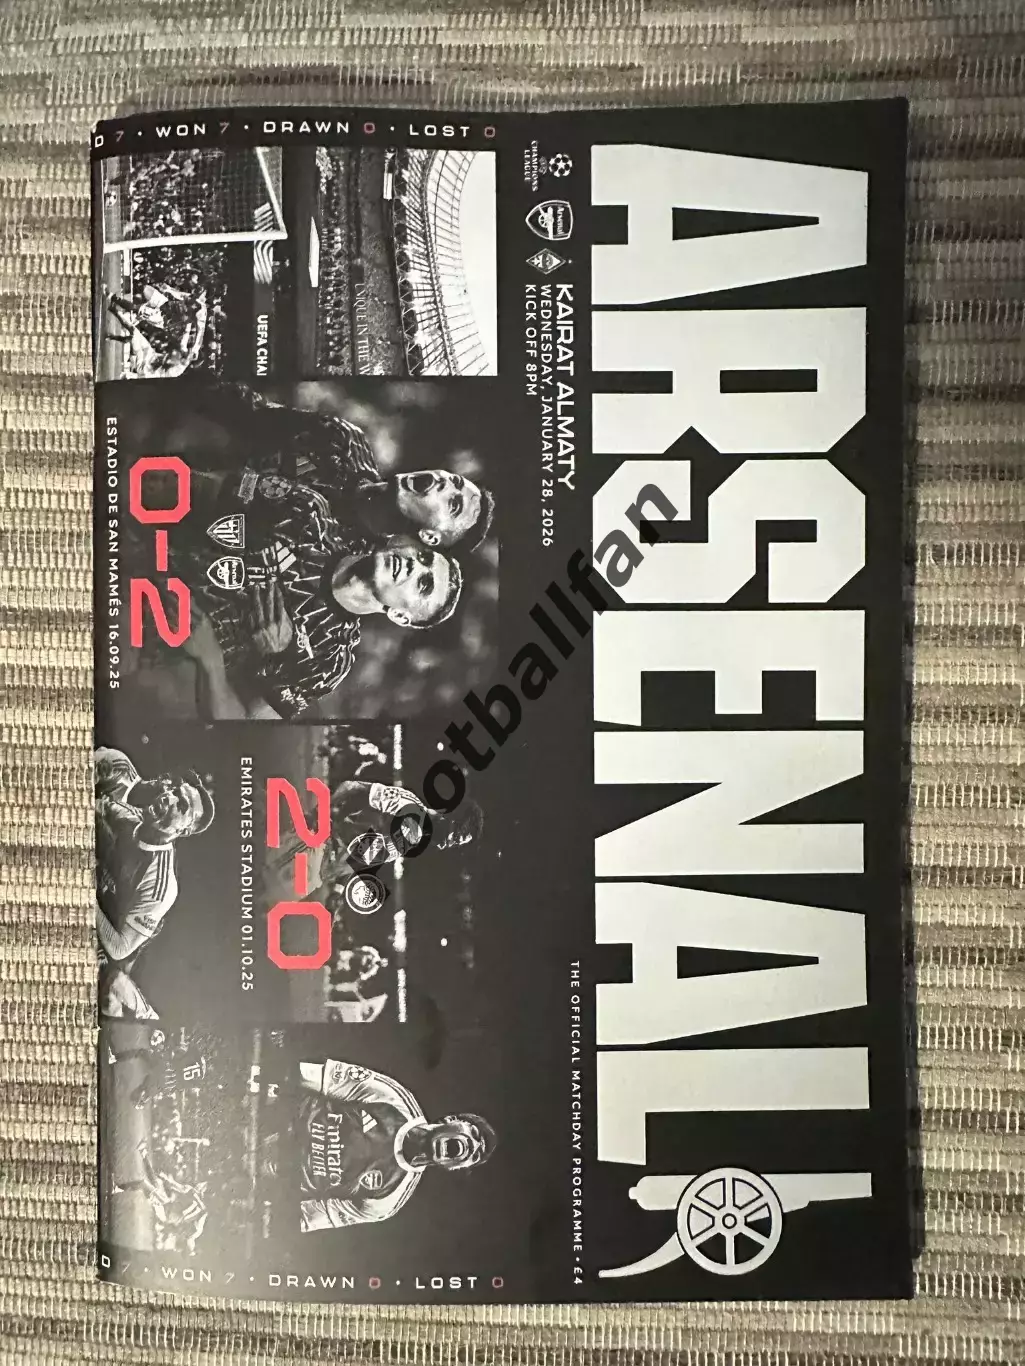 ARSENAL
THE OFFICIAL MATCHDAY PROGRAMME • £4
CHAMPIONS
LEAGUE
Arsenal
KAIRAT ALMATY
WEDNESDAY, JANUARY 28, 2026
KICK OFF 8PM
D 7 • WON 7 • DRAWN 0 • LOST 0
UEFA CHA
0-2
ESTADIO DE SAN MAMÉS 16.09.25
2-0
EMIRATES STADIUM 01.10.25
15
Emirates
FLY BETTER
D 7 • WON 7 • DRAWN 0 • LOST 0
Footballfan